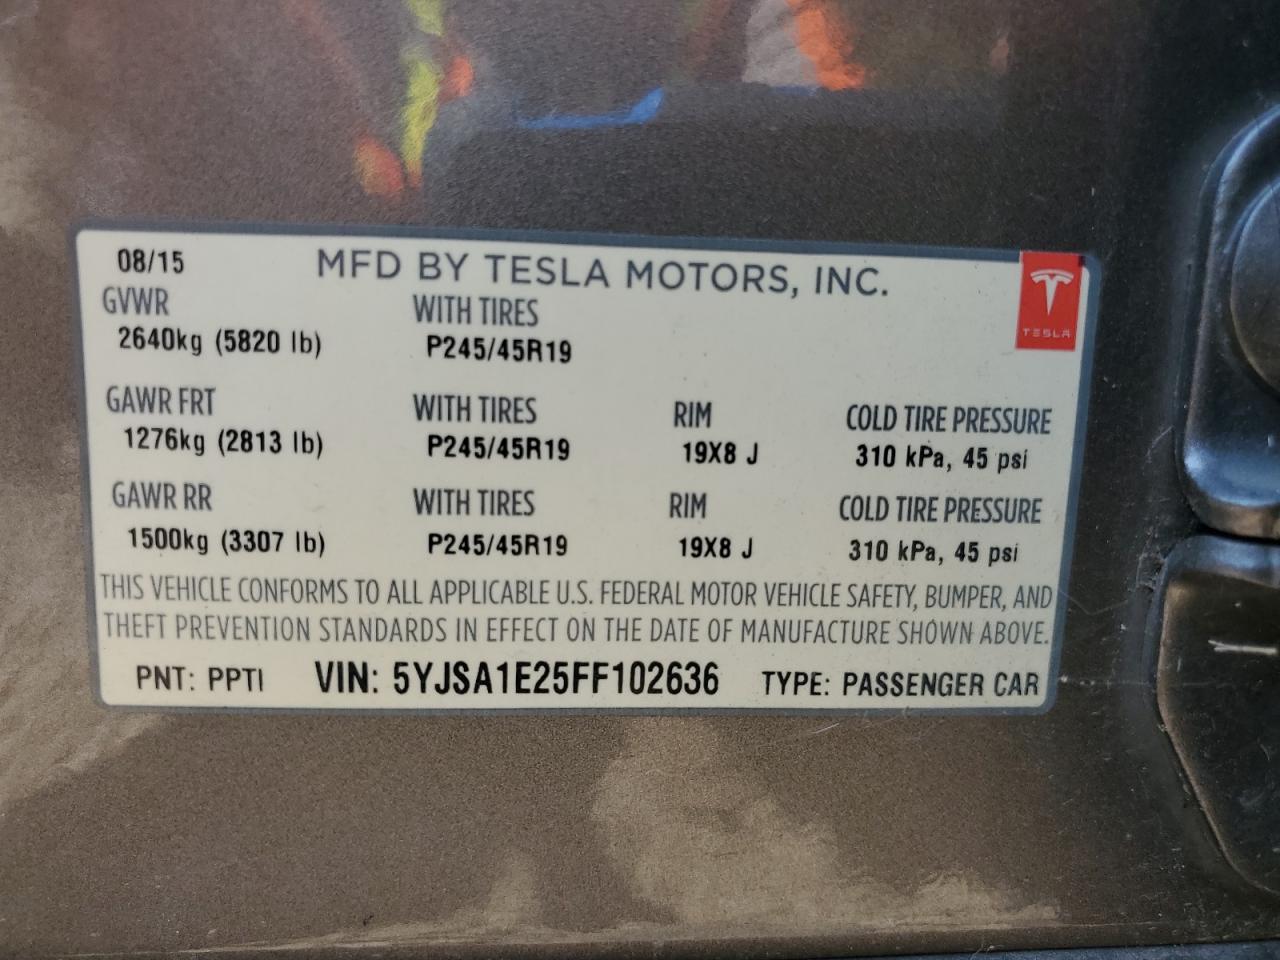 08/15 MFD BY TESLA MOTORS, INC.
GVWR WITH TIRES
2640kg (5820 lb) P245/45R19
TESLA
GAWR FRT WITH TIRES RIM COLD TIRE PRESSURE
1276kg (2813 lb) P245/45R19 19X8 J 310 kPa, 45 psi
GAWR RR WITH TIRES RIM COLD TIRE PRESSURE
1500kg (3307 lb) P245/45R19 19X8 J 310 kPa, 45 psi
THIS VEHICLE CONFORMS TO ALL APPLICABLE U.S. FEDERAL MOTOR VEHICLE SAFETY, BUMPER, AND
THEFT PREVENTION STANDARDS IN EFFECT ON THE DATE OF MANUFACTURE SHOWN ABOVE.
PNT: PPTI VIN: 5YJSA1E25FF102636 TYPE: PASSENGER CAR